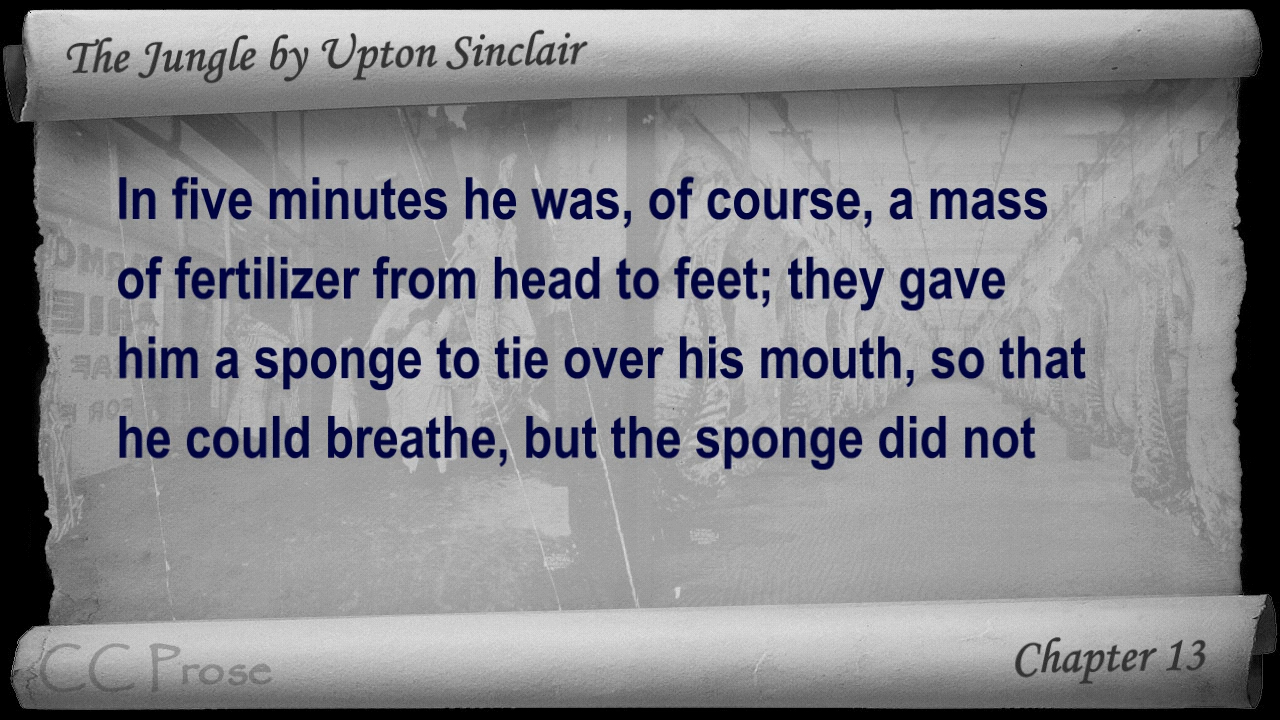 The Jungle by Upton Sinclair
In five minutes he was, of course, a mass
of fertilizer from head to feet; they gave
him a sponge to tie over his mouth, so that
he could breathe, but the sponge did not
CC Prose
Chapter 13